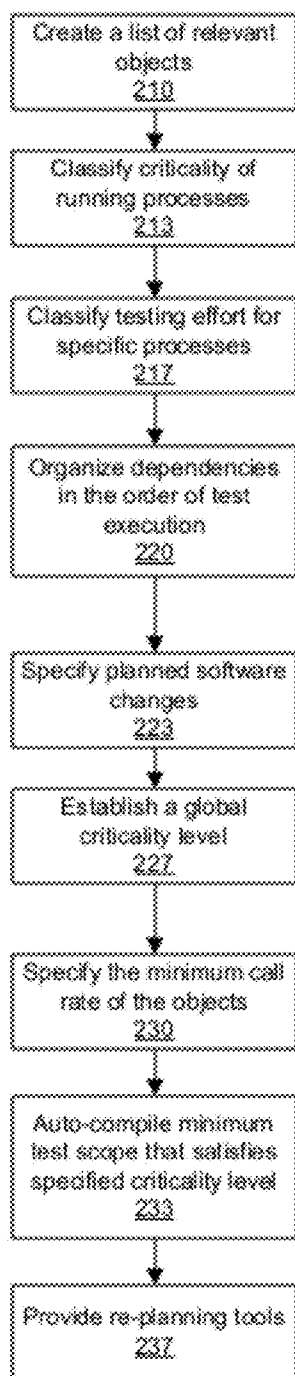 Create a list of relevant
objects
210
Classify criticality of
running processes
213
Classify testing effort for
specific processes
217
Organize dependencies
in the order of test
execution
220
Specify planned software
changes
223
Establish a global
criticality level
227
Specify the minimum call
rate of the objects
230
Auto-compile minimum
test scope that satisfies
specified criticality level
233
Provide re-planning tools
237